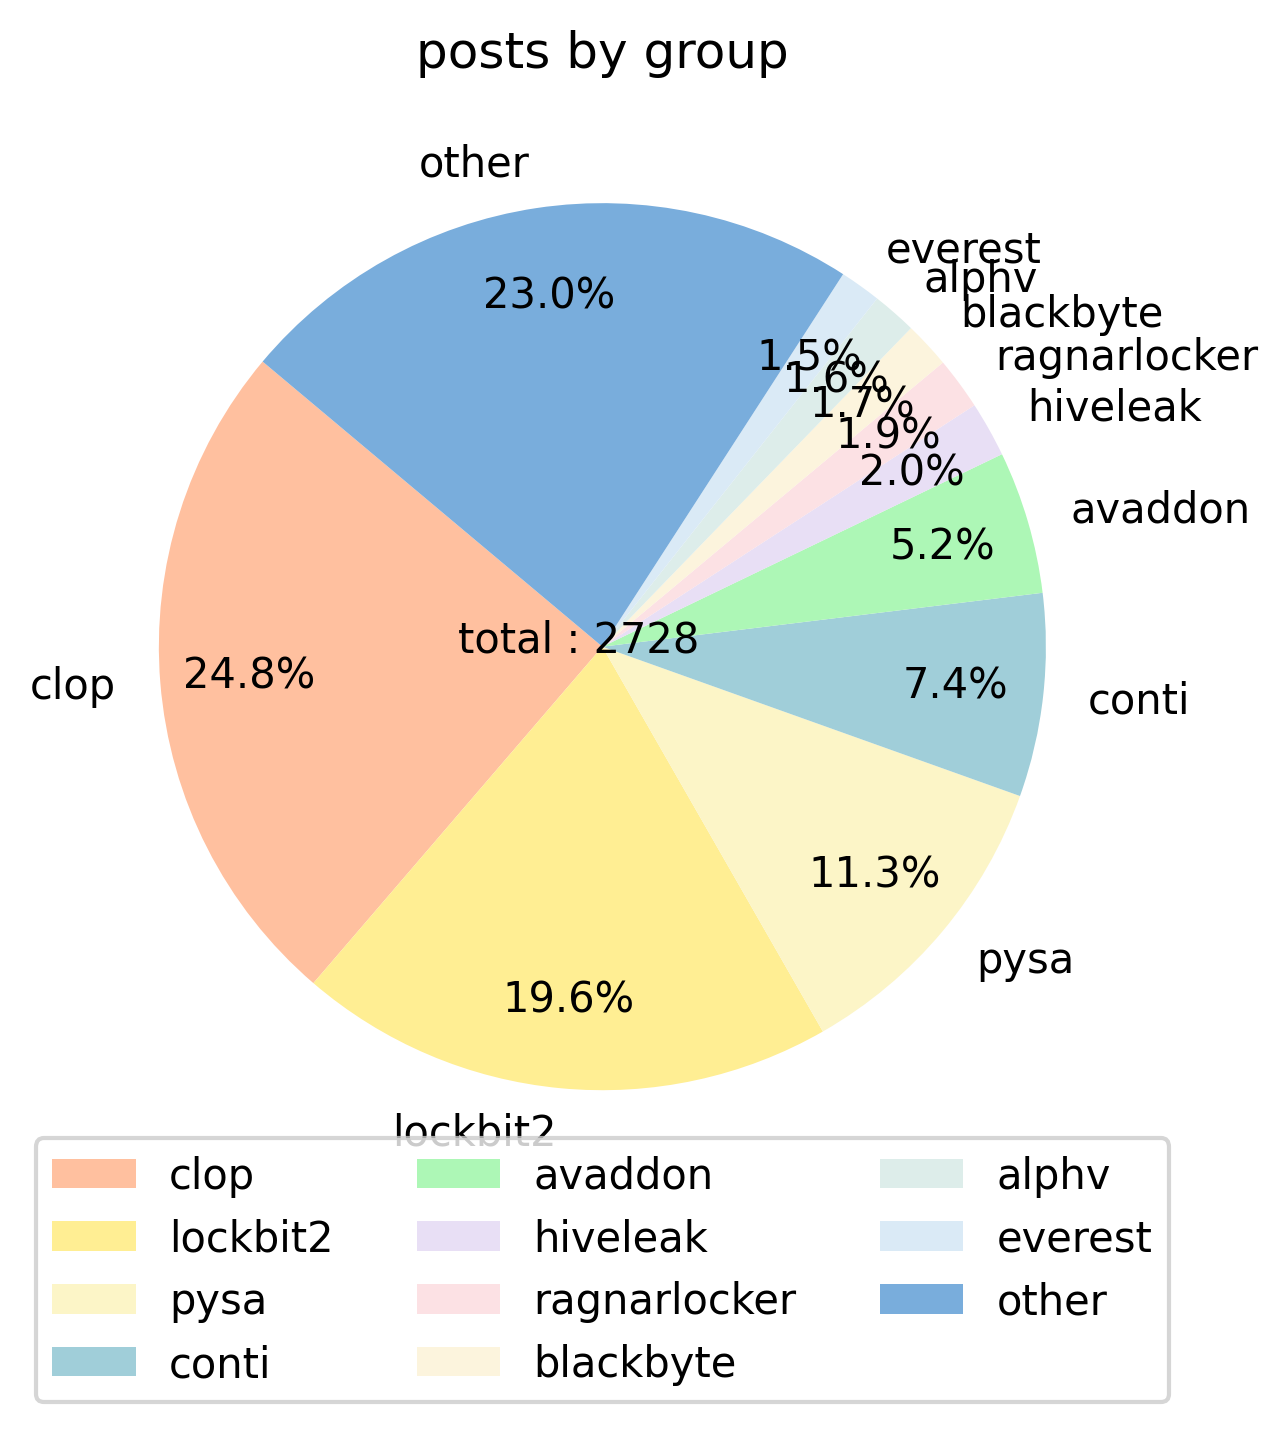 posts by group
other
everest
alphv
blackbyte
ragnarlocker
hiveleak
avaddon
conti
pysa
lockbit2
clop
23.0%
1.5%
1.6%
1.7%
1.9%
2.0%
5.2%
7.4%
11.3%
19.6%
24.8%
total : 2728
clop
lockbit2
pysa
conti
avaddon
hiveleak
ragnarlocker
blackbyte
alphv
everest
other